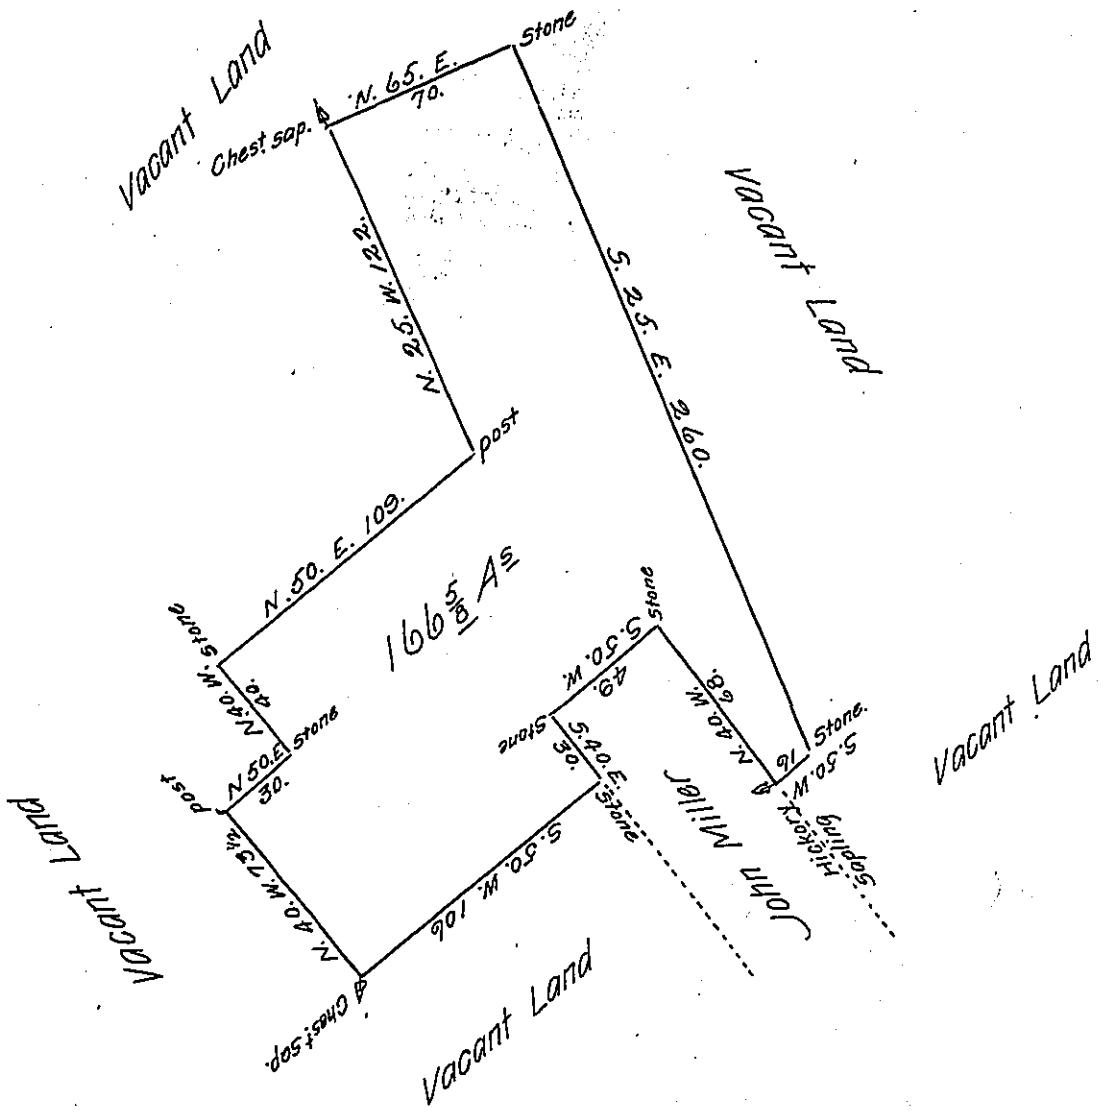 Vacant Land
Chest. sap.
N. 65. E.
70.
Stone
Vacant Land
S. 25. E. 260.
N. 25. W. 122.
post
N. 50. E. 109.
166 5/8 As
Stone
N. 40. W.
40.
Stone
N 50. E.
30.
post
N. 40. W. 73 1/2
Chest sap.
S. 50. W. 106
Stone
S. 40. E.
30.
Stone
S. 50. W.
49.
Stone
N. 40. W.
68.
16
S. 50. W.
Stone.
Hickory
Sapling
John Miller
Vacant Land
Vacant Land
Vacant Land